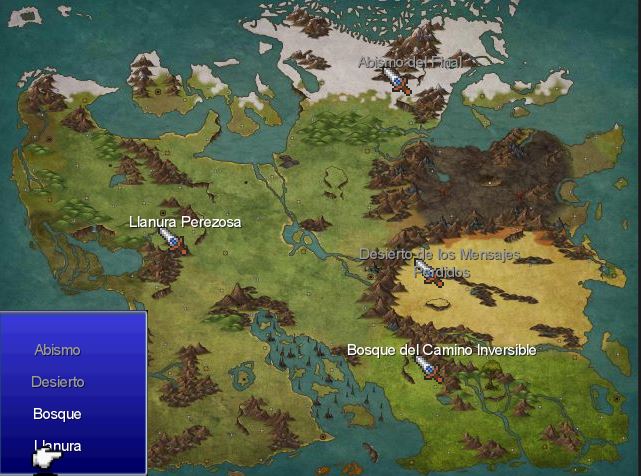 Abismo del Final
Llanura Perezosa
Desierto de los Mensajes
Perdidos
Bosque del Camino Inversible
Abismo
Desierto
Bosque
Llanura